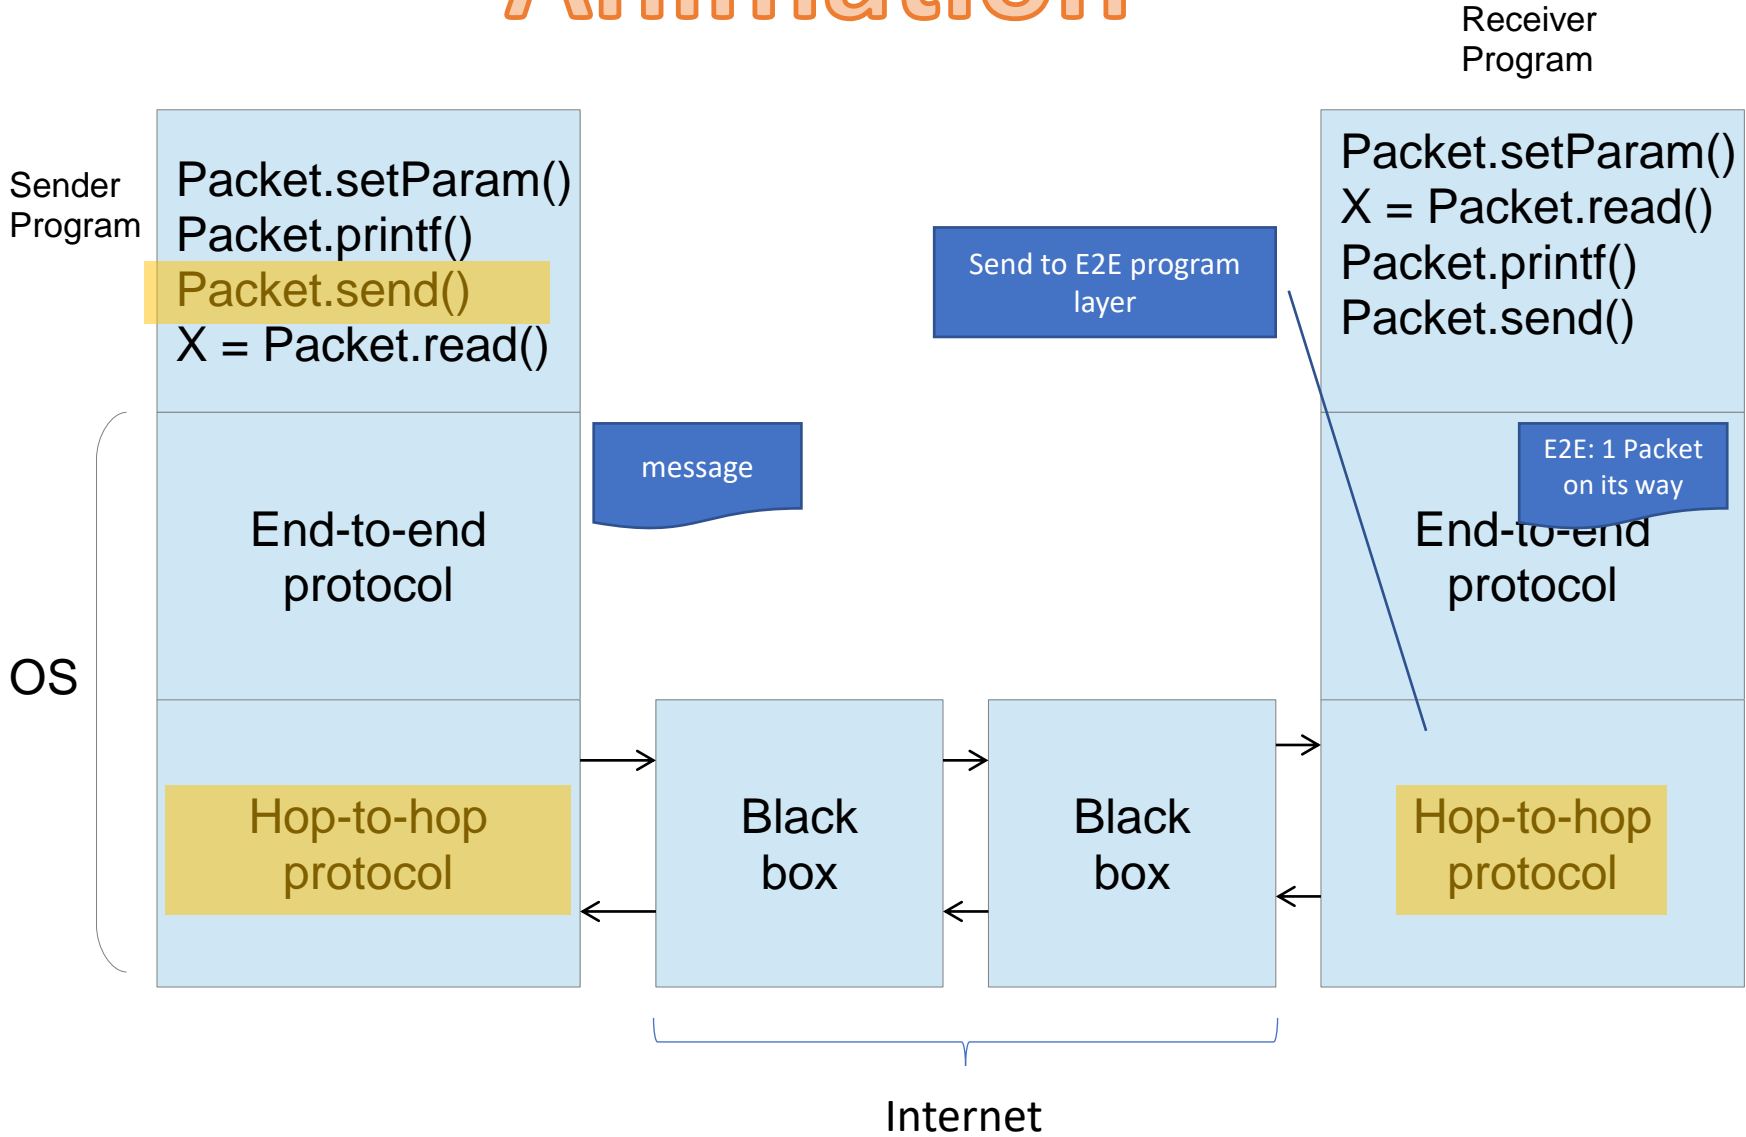 Animation
Receiver
Program
Sender
Program
Packet.setParam()
Packet.printf()
Packet.send()
X = Packet.read()
Send to E2E program
layer
Packet.setParam()
X = Packet.read()
Packet.printf()
Packet.send()
message
E2E: 1 Packet
on its way
End-to-end
protocol
End-to-end
protocol
OS
Hop-to-hop
protocol
Black
box
Black
box
Hop-to-hop
protocol
Internet